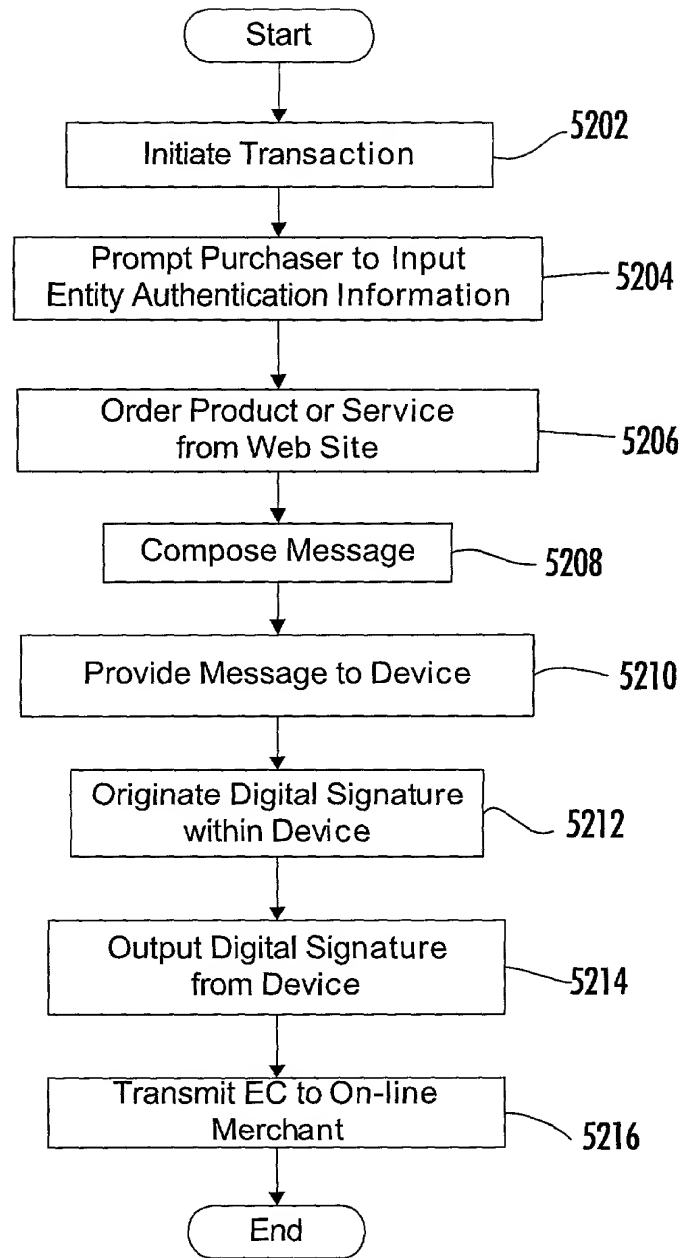 Start
5202
Initiate Transaction
Prompt Purchaser to Input
Entity Authentication Information
5204
Order Product or Service
from Web Site
5206
Compose Message
5208
Provide Message to Device
5210
Originate Digital Signature
within Device
5212
Output Digital Signature
from Device
5214
Transmit EC to On-line
Merchant
5216
End